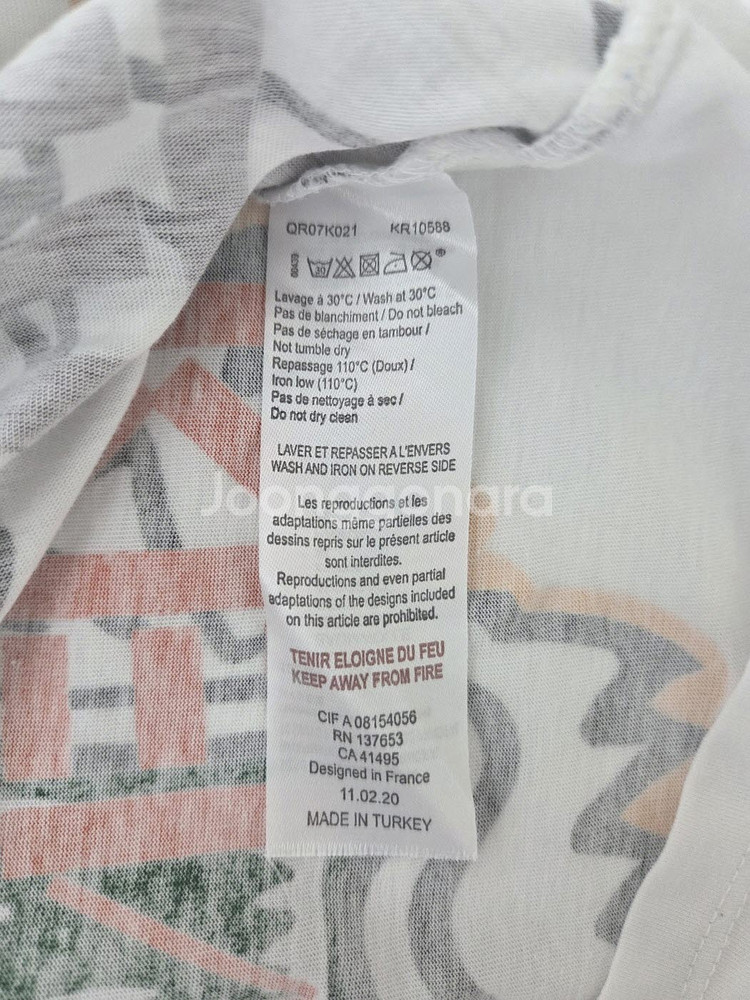 QR07K021 KR10588
8043
30
Lavage à 30°C / Wash at 30°C
Pas de blanchiment / Do not bleach
Pas de séchage en tambour /
Not tumble dry
Repassage 110°C (Doux) /
Iron low (110°C)
Pas de nettoyage à sec /
Do not dry clean
LAVER ET REPASSER A L'ENVERS
WASH AND IRON ON REVERSE SIDE
Joongonara
Les reproductions et les
adaptations même partielles des
dessins repris sur le présent article
sont interdites.
Reproductions and even partial
adaptations of the designs included
on this article are prohibited.
TENIR ELOIGNE DU FEU
KEEP AWAY FROM FIRE
CIF A 08154056
RN 137653
CA 41495
Designed in France
11.02.20
MADE IN TURKEY